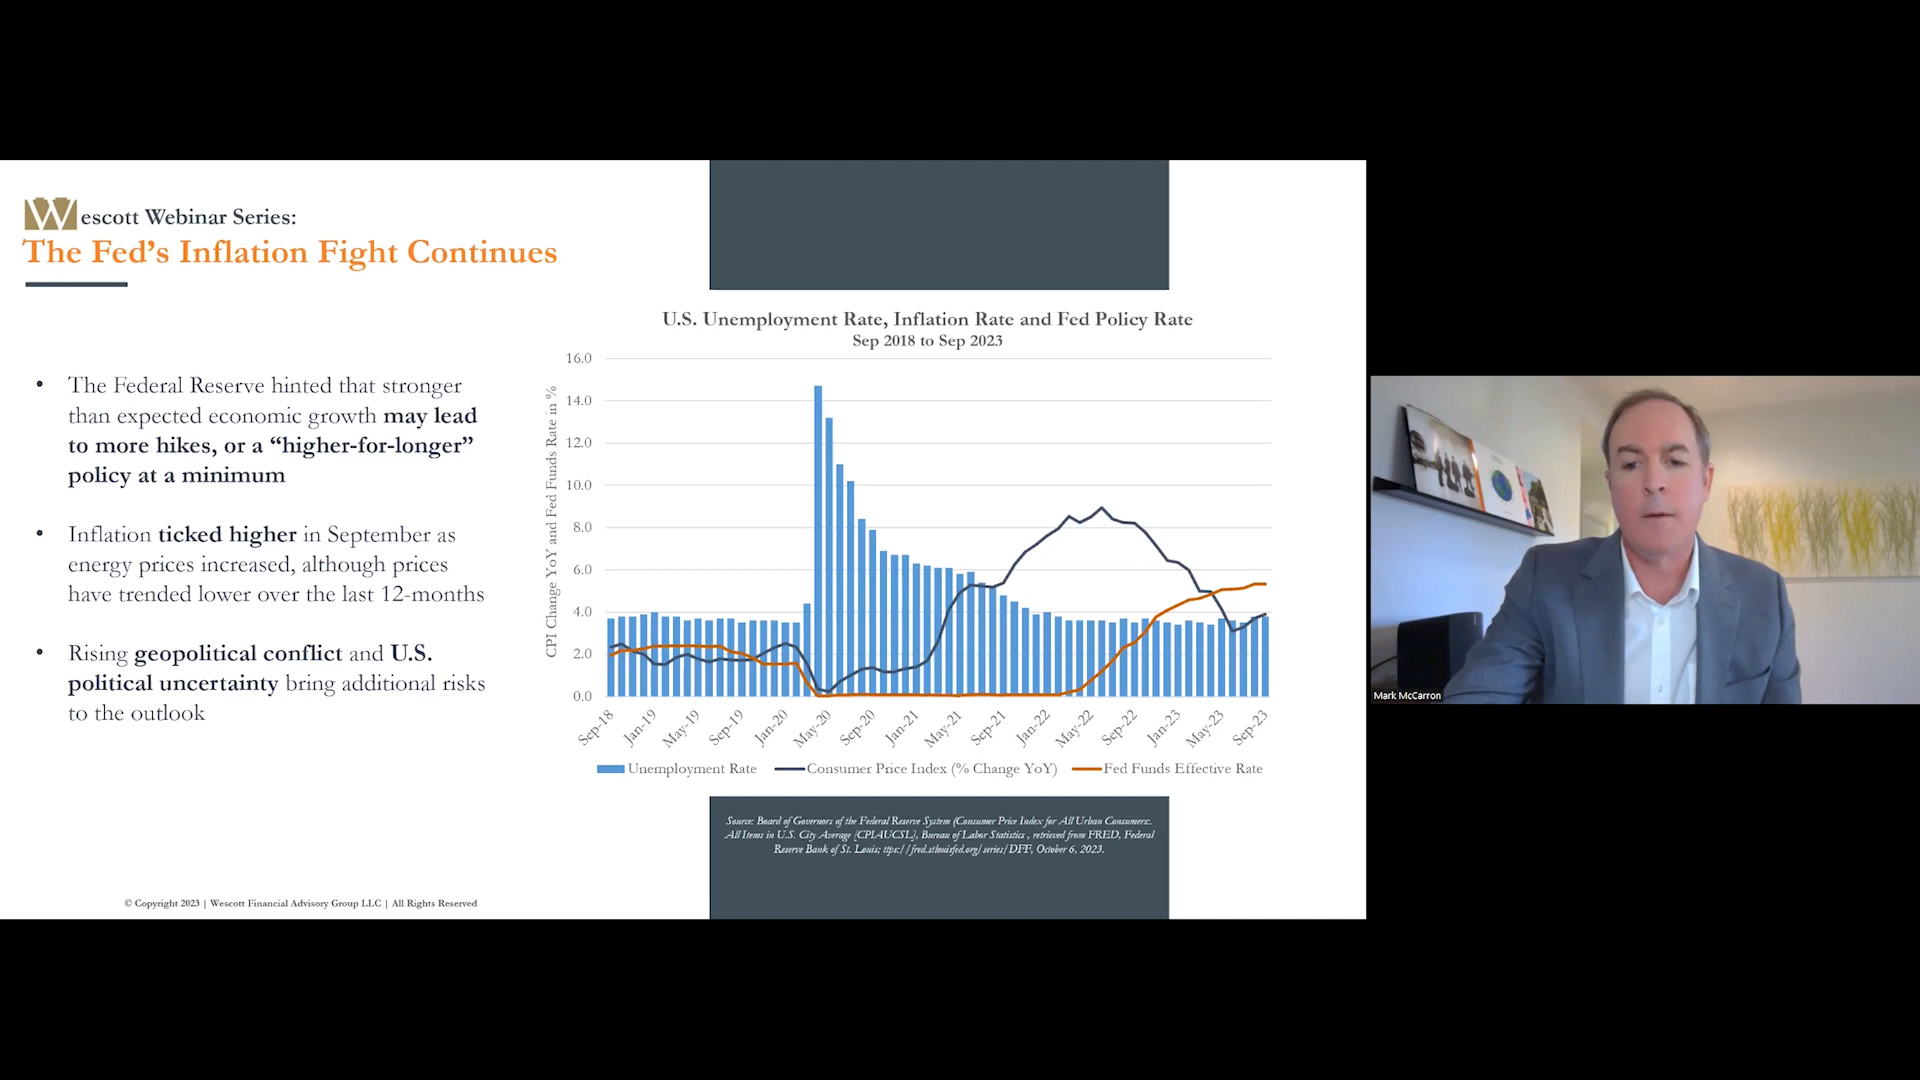 Wescott Webinar Series:
The Fed's Inflation Fight Continues
• The Federal Reserve hinted that stronger
than expected economic growth may lead
to more hikes, or a “higher-for-longer”
policy at a minimum
• Inflation ticked higher in September as
energy prices increased, although prices
have trended lower over the last 12-months
• Rising geopolitical conflict and U.S.
political uncertainty bring additional risks
to the outlook
© Copyright 2023 | Wescott Financial Advisory Group LLC | All Rights Reserved
U.S. Unemployment Rate, Inflation Rate and Fed Policy Rate
Sep 2018 to Sep 2023
CPI Change YoY and Fed Funds Rate in %
16.0
14.0
12.0
10.0
8.0
6.0
4.0
2.0
0.0
Sep-18
Jan-19
May-19
Sep-19
Jan-20
May-20
Sep-20
Jan-21
May-21
Sep-21
Jan-22
May-22
Sep-22
Jan-23
May-23
Sep-23
Unemployment Rate
Consumer Price Index (% Change YoY)
Fed Funds Effective Rate
Source: Board of Governors of the Federal Reserve System (Consumer Price Index for All Urban Consumers:
All Items in U.S. City Average [CPIAUCSL], Bureau of Labor Statistics , retrieved from FRED, Federal
Reserve Bank of St. Louis; ttps://fred.stlouisfed.org/series/DFF, October 6, 2023.
Mark McCarron